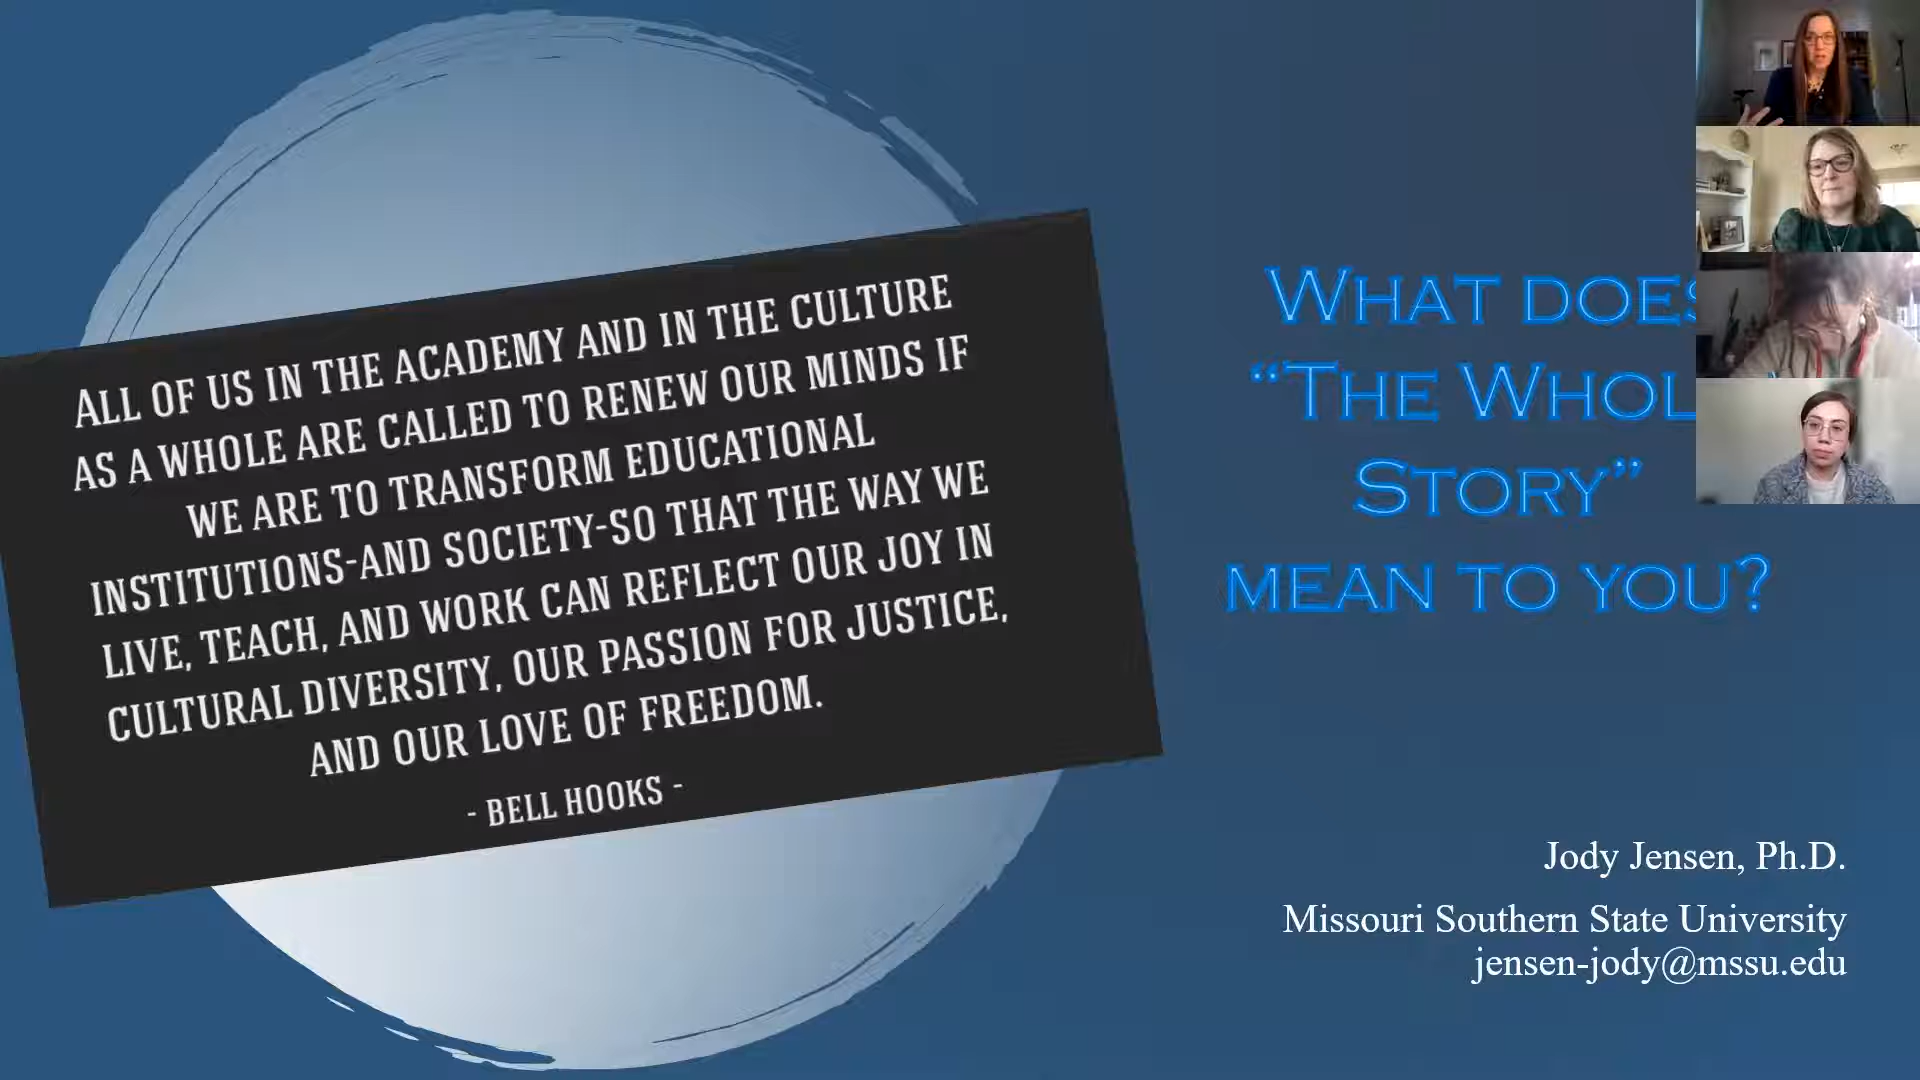 ALL OF US IN THE ACADEMY AND IN THE CULTURE
AS A WHOLE ARE CALLED TO RENEW OUR MINDS IF
WE ARE TO TRANSFORM EDUCATIONAL
INSTITUTIONS-AND SOCIETY-SO THAT THE WAY WE
LIVE, TEACH, AND WORK CAN REFLECT OUR JOY IN
CULTURAL DIVERSITY, OUR PASSION FOR JUSTICE,
AND OUR LOVE OF FREEDOM.
- BELL HOOKS -
WHAT DOES
“THE WHOL
STORY”
MEAN TO YOU?
Jody Jensen, Ph.D.
Missouri Southern State University
jensen-jody@mssu.edu